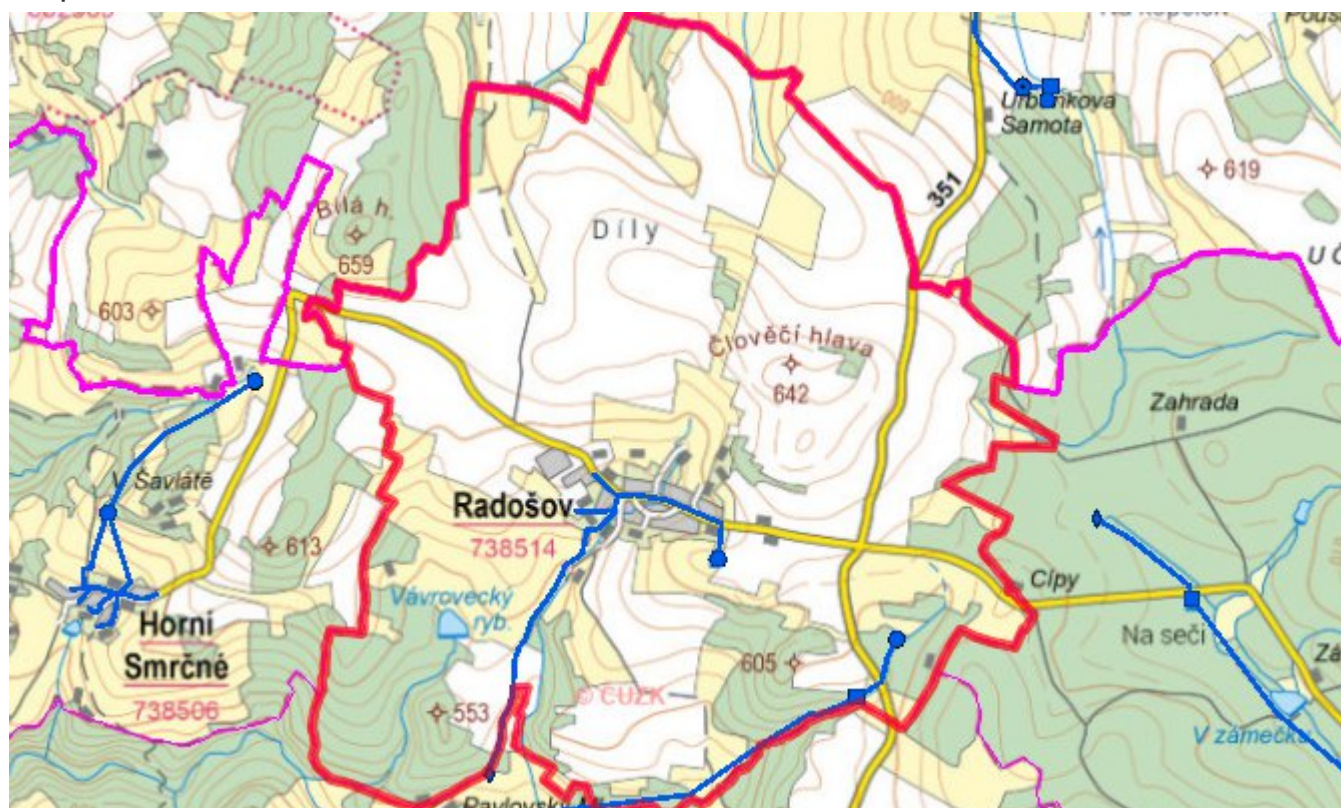 Urbánkova
Samota
351
619
Bílá h.
659
Díly
U
603
Člověčí hlava
642
Zahrada
V Šavlátě
Radošov
738514
613
Cípy
Vávrovecký
ryb.
Na seči
Horní
Smrčné
738506
605
553
© ČÚZK
V zámečku
Pavlovský